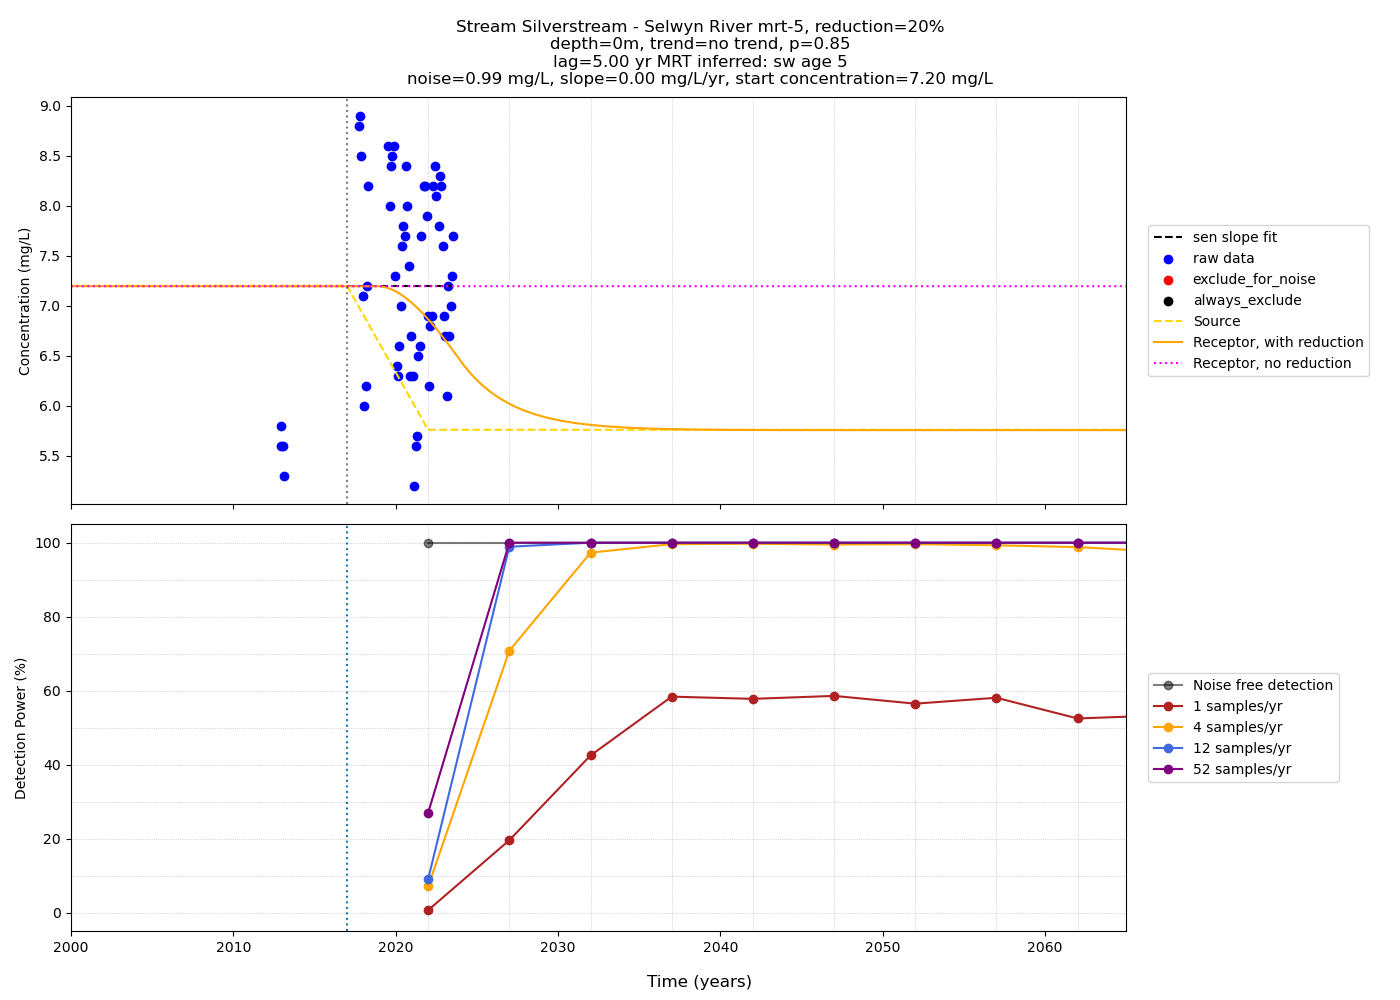 Stream Silverstream - Selwyn River mrt-5, reduction=20%
depth=0m, trend=no trend, p=0.85
lag=5.00 yr MRT inferred: sw age 5
noise=0.99 mg/L, slope=0.00 mg/L/yr, start concentration=7.20 mg/L
Concentration (mg/L)
9.0
8.5
8.0
7.5
7.0
6.5
6.0
5.5
sen slope fit
raw data
exclude_for_noise
always_exclude
Source
Receptor, with reduction
Receptor, no reduction
Detection Power (%)
100
80
60
40
20
0
Noise free detection
1 samples/yr
4 samples/yr
12 samples/yr
52 samples/yr
2000 2010 2020 2030 2040 2050 2060
Time (years)